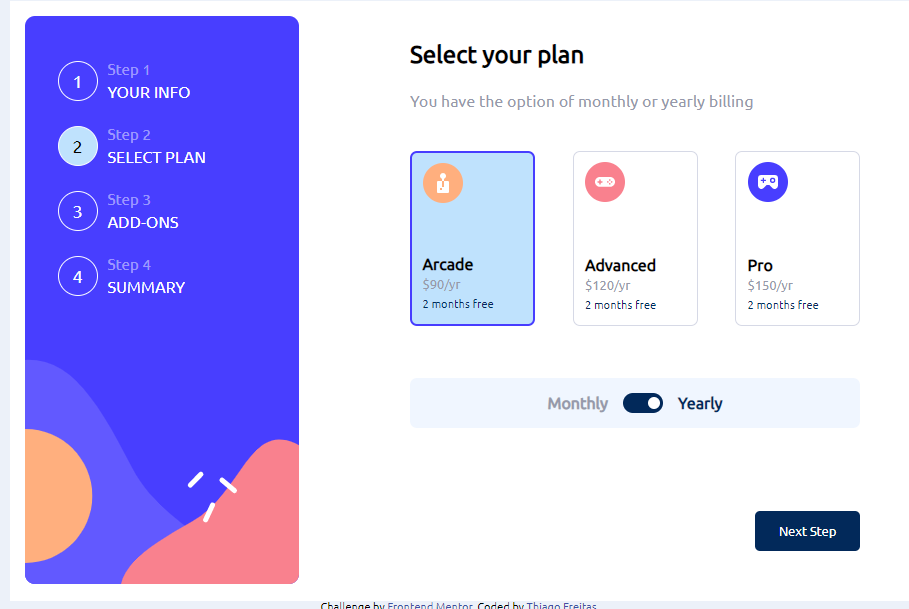 1
Step 1
YOUR INFO
2
Step 2
SELECT PLAN
3
Step 3
ADD-ONS
4
Step 4
SUMMARY
Select your plan
You have the option of monthly or yearly billing
Arcade
$90/yr
2 months free
Advanced
$120/yr
2 months free
Pro
$150/yr
2 months free
Monthly
Yearly
Next Step
Challenge by Frontend Mentor. Coded by Thiago Freitas.